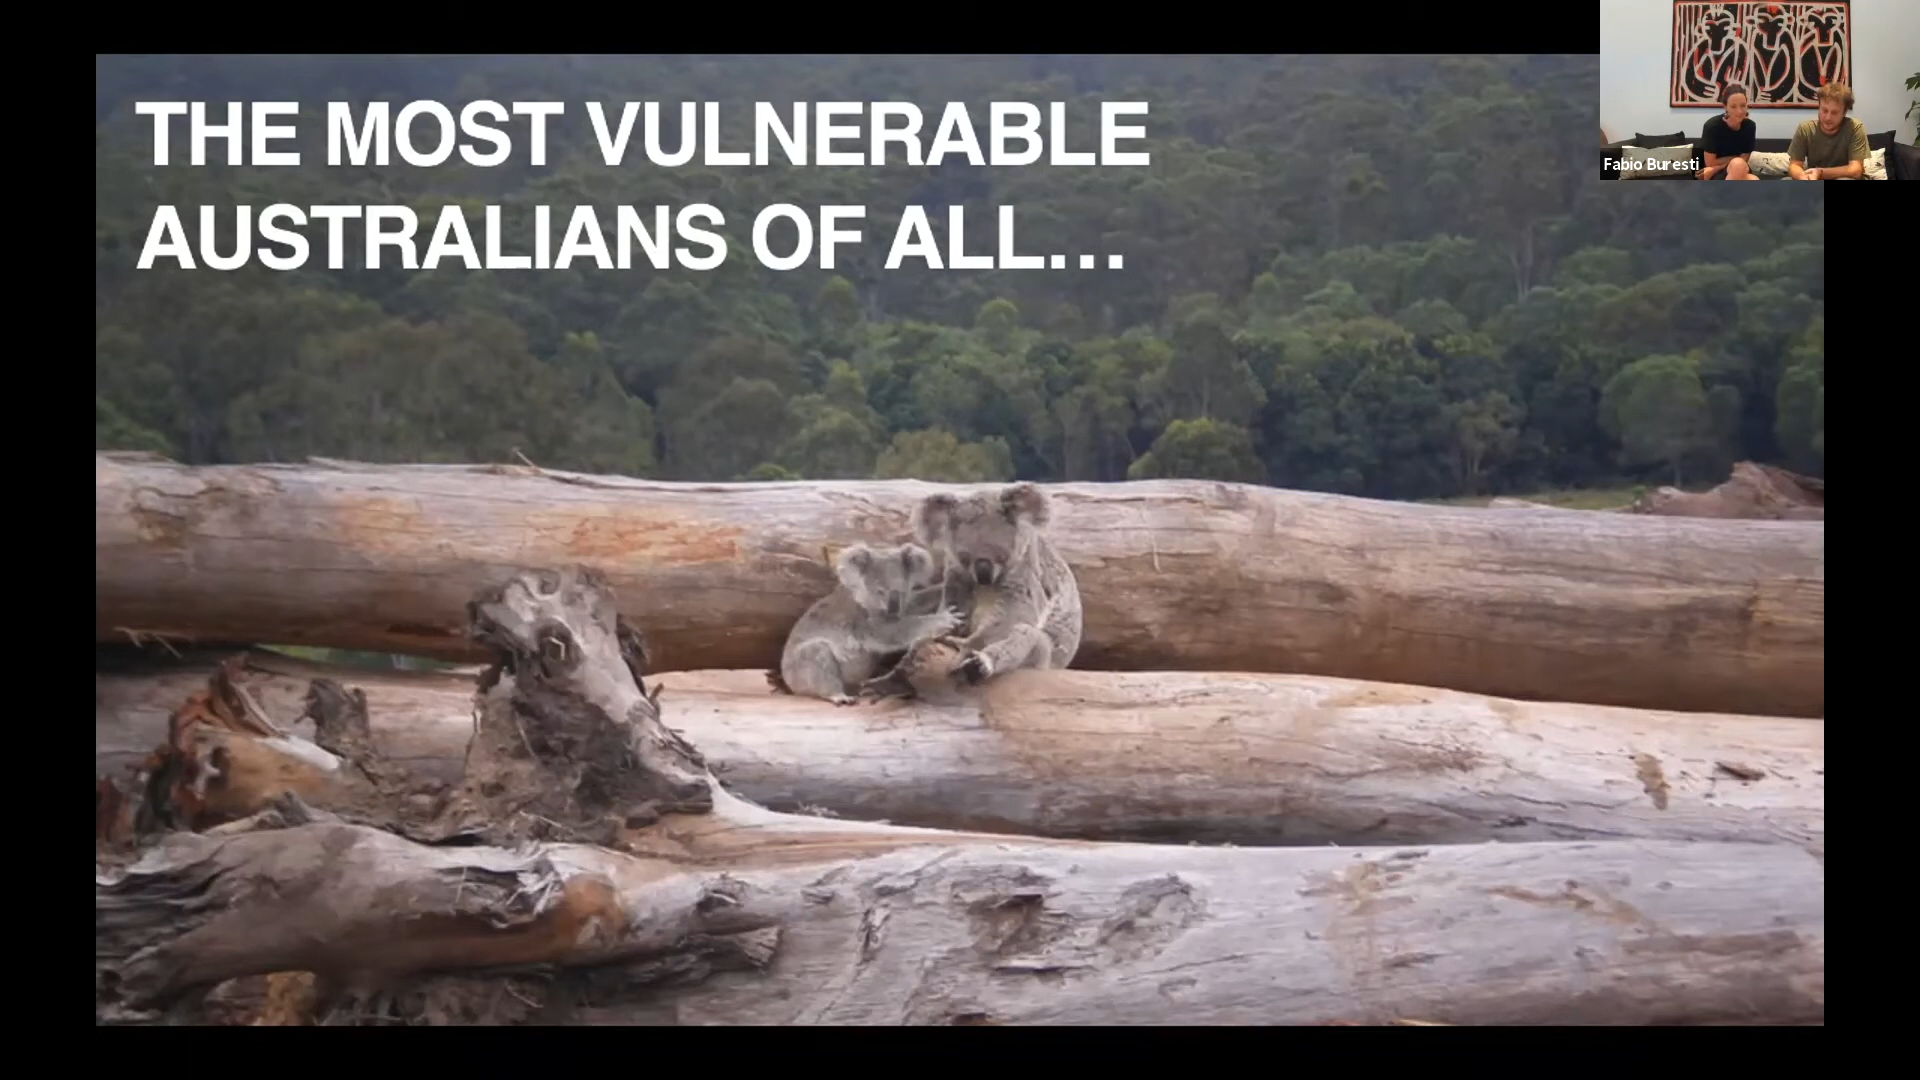 THE MOST VULNERABLE
AUSTRALIANS OF ALL...
Fabio Buresti